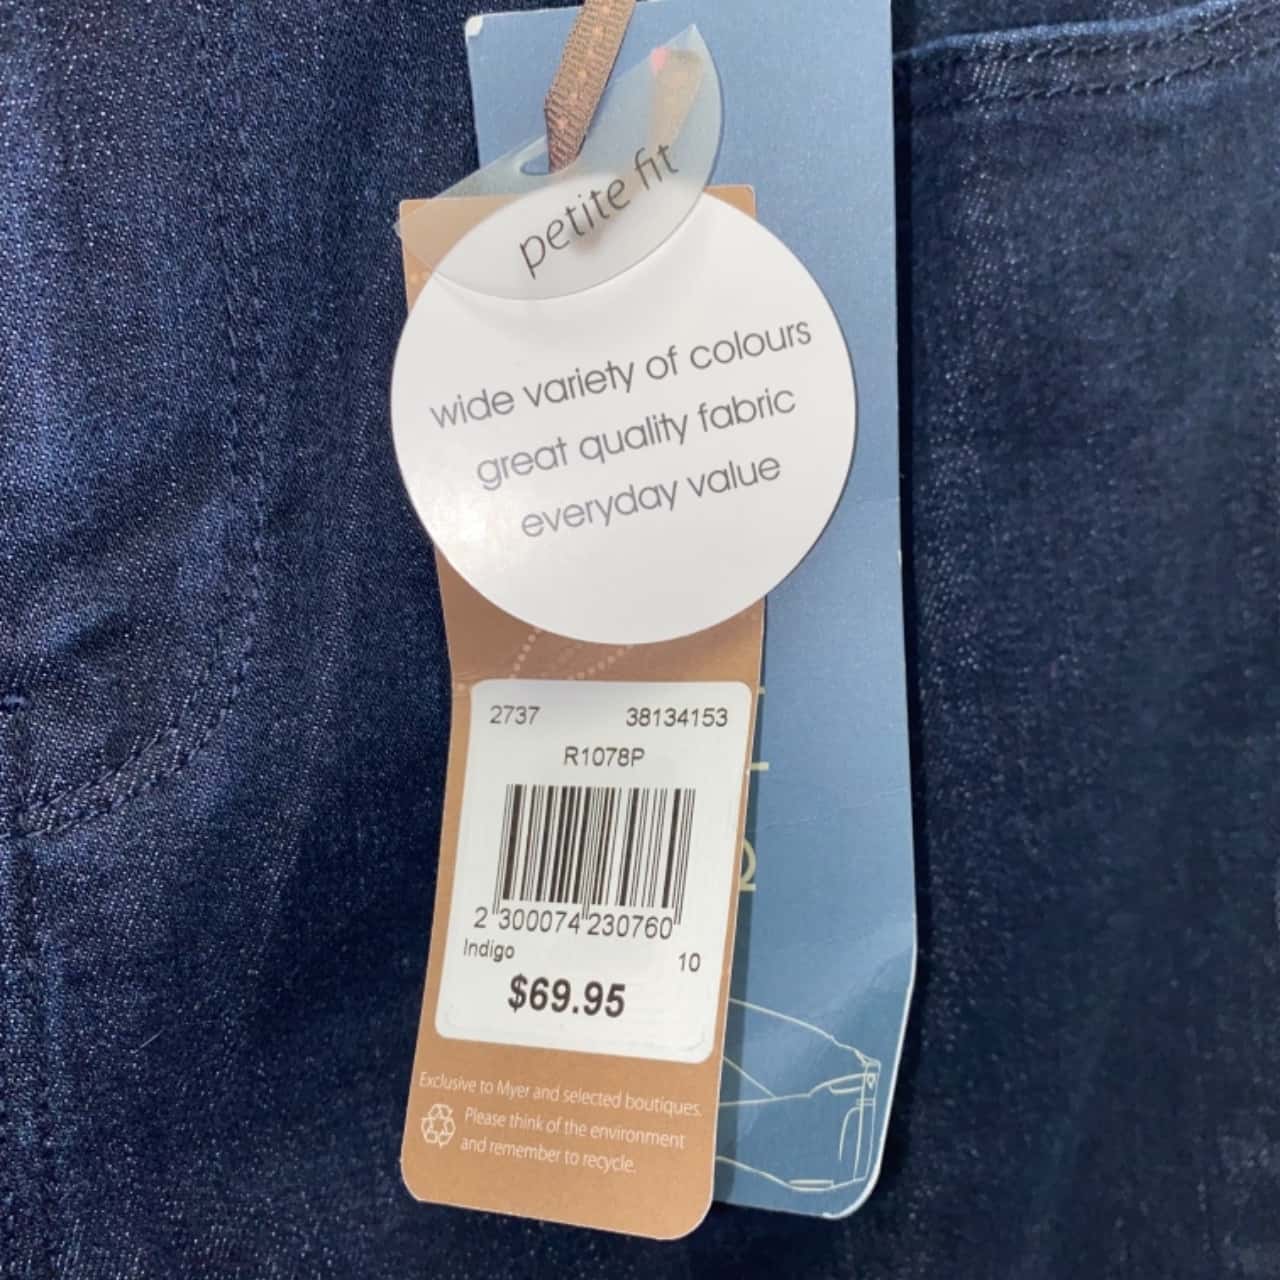 petite fit
wide variety of colours
great quality fabric
everyday value
2737 38134153
R1078P
2 300074 230760
Indigo 10
$69.95
Exclusive to Myer and selected boutiques.
Please think of the environment
and remember to recycle.